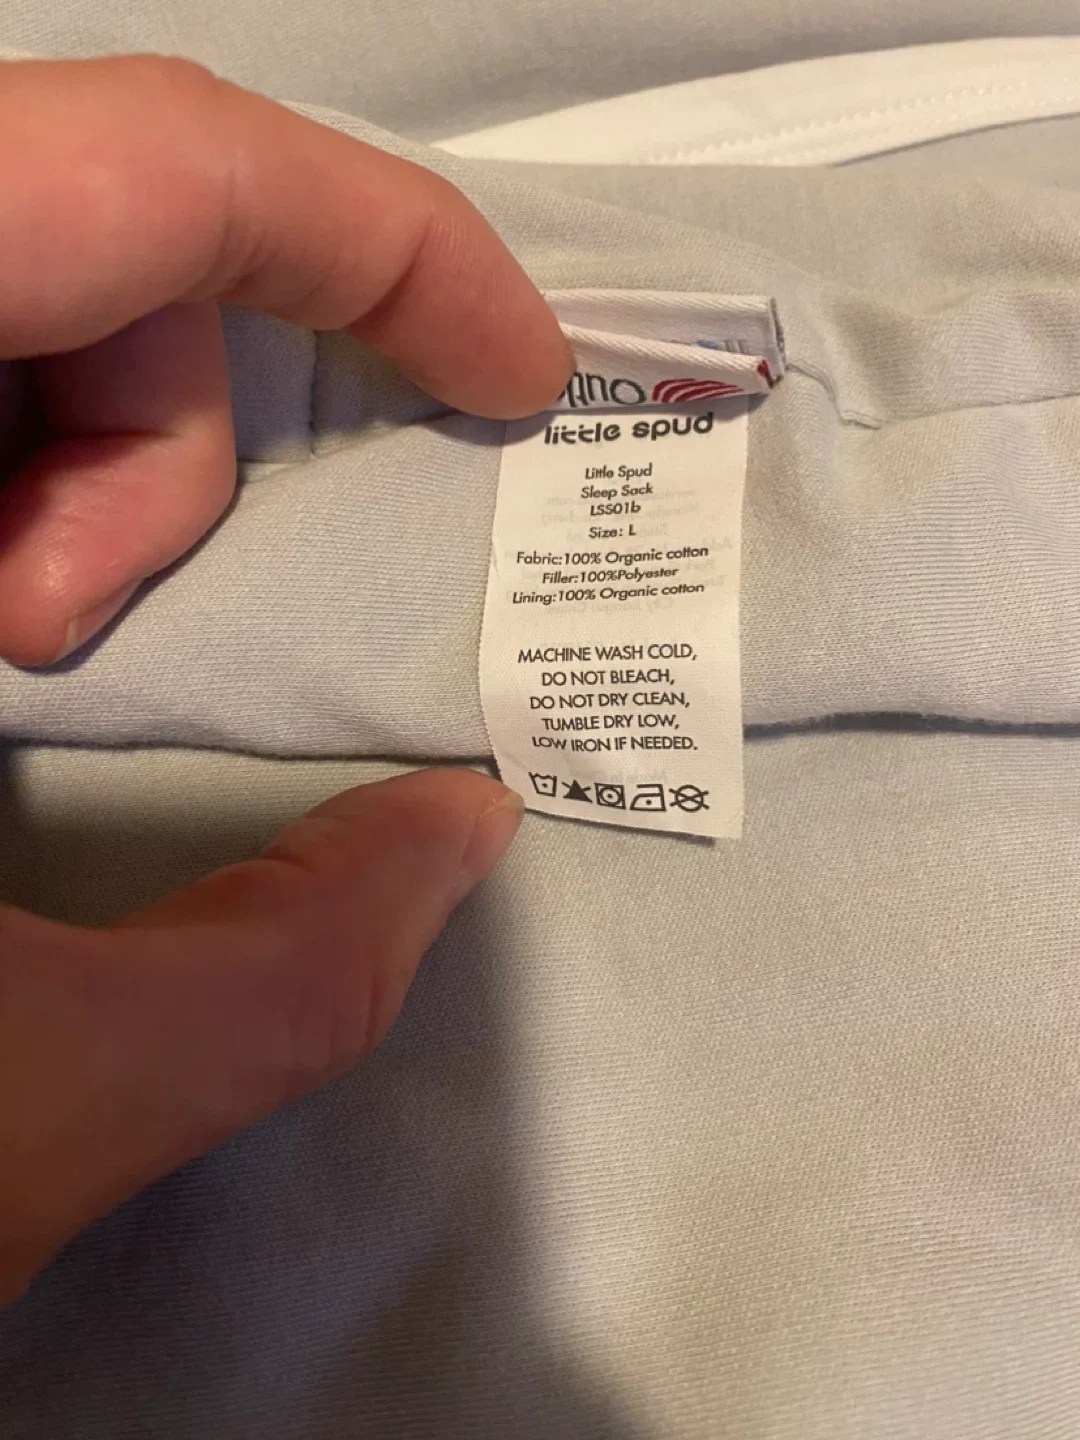 little spud
Little Spud
Sleep Sack
LSS01b
Size: L
Fabric:100% Organic cotton
Filler:100%Polyester
Lining:100% Organic cotton
MACHINE WASH COLD,
DO NOT BLEACH,
DO NOT DRY CLEAN,
TUMBLE DRY LOW,
LOW IRON IF NEEDED.